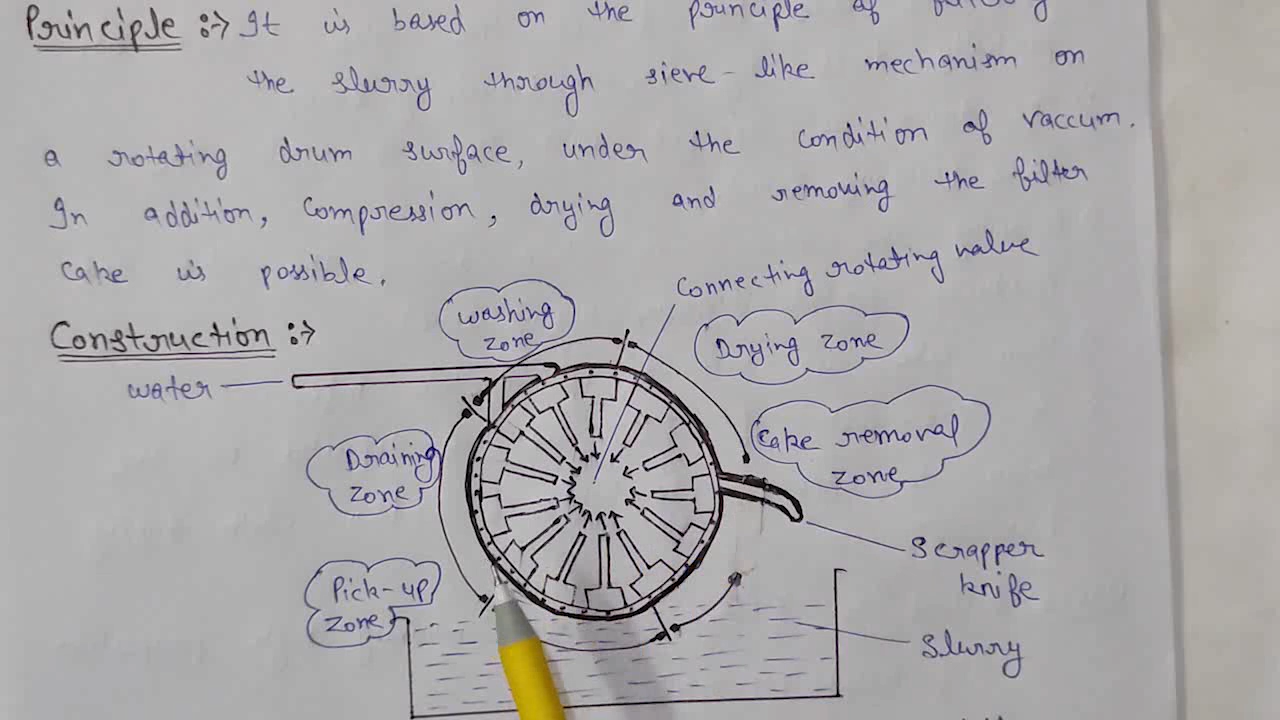 Principle :→ It is based on the principle of
the slurry through sieve-like mechanism on
a rotating drum surface, under the condition of vaccum.
In addition, compression, drying and removing the filter
cake is possible.
Connecting rotating valve
Construction :→
washing
zone
Drying zone
water
Cake removal
zone
Draining
zone
Scrapper
knife
Pick-up
zone
Slurry